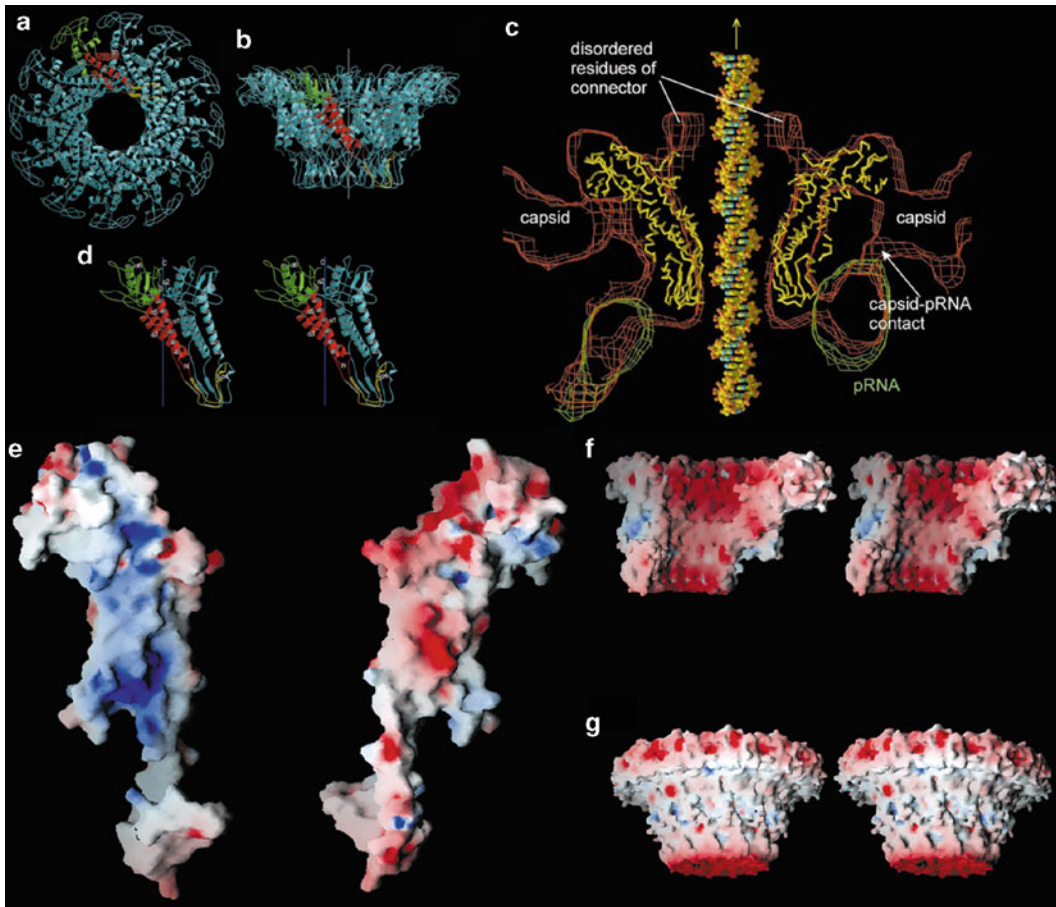 a
b
c
disordered
residues of
connector
capsid
capsid
capsid-pRNA
contact
pRNA
d
e
f
g